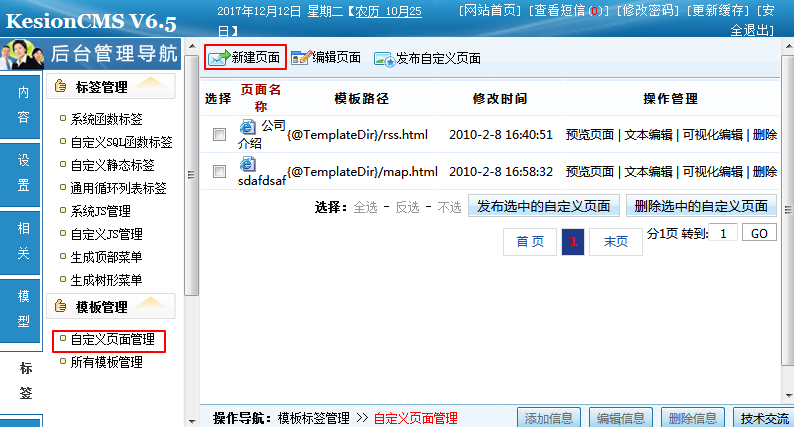 KesionCMS V6.5
2017年12月12日 星期二【农历 10月25日】
[网站首页] [查看短信(0)] [修改密码] [更新缓存] [安全退出]
后台管理导航
新建页面 编辑页面 发布自定义页面
内容
设置
相关
模型
标签
标签管理
系统函数标签
自定义SQL函数标签
自定义静态标签
通用循环列表标签
系统JS管理
自定义JS管理
生成顶部菜单
生成树形菜单
模板管理
自定义页面管理
所有模板管理
选择 页面名称 模板路径 修改时间 操作管理
公司介绍 {@TemplateDir}/rss.html 2010-2-8 16:40:51 预览页面 | 文本编辑 | 可视化编辑 | 删除
sdafdsaf {@TemplateDir}/map.html 2010-2-8 16:58:32 预览页面 | 文本编辑 | 可视化编辑 | 删除
选择：全选 - 反选 - 不选 发布选中的自定义页面 删除选中的自定义页面
首 页 1 末页 分1页 转到: 1 GO
操作导航：模板标签管理 >> 自定义页面管理 添加信息 编辑信息 删除信息 技术交流